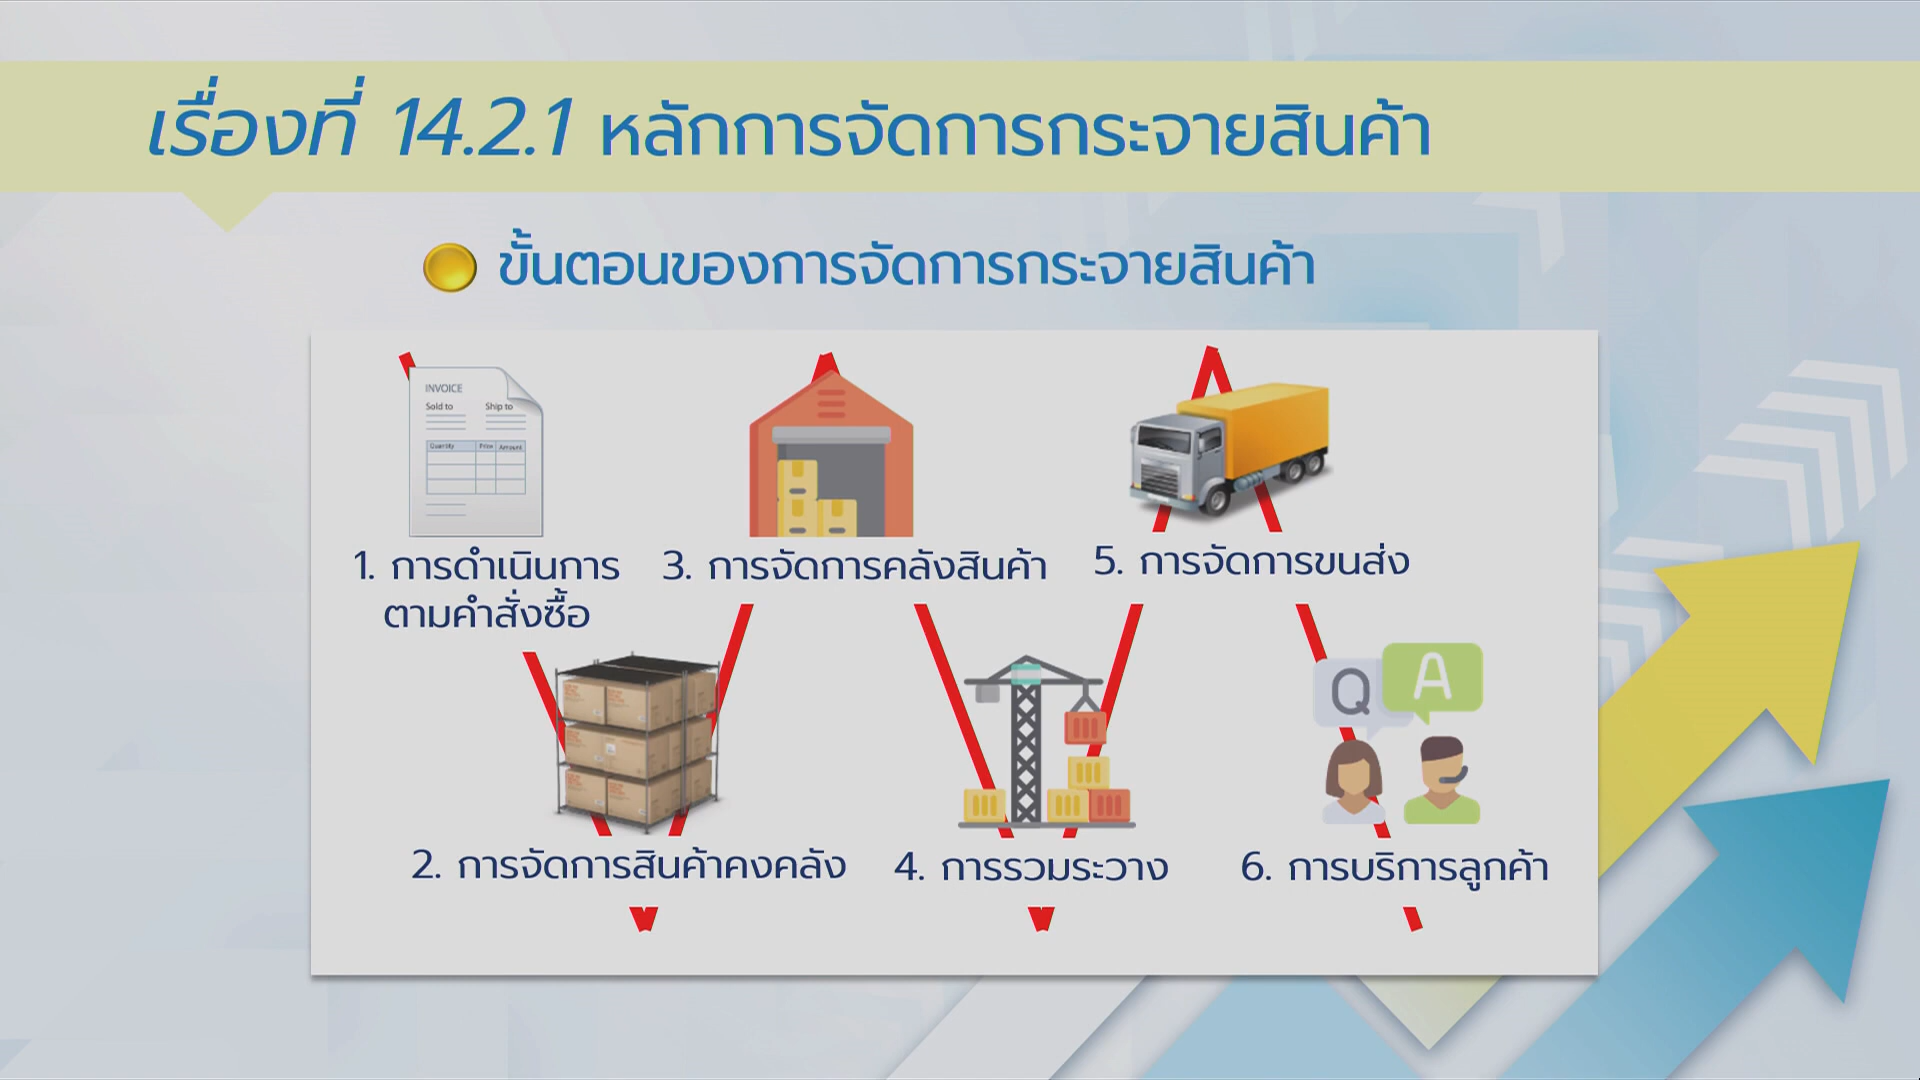 เรื่องที่ 14.2.1 หลักการจัดการกระจายสินค้า
ขั้นตอนของการจัดการกระจายสินค้า
INVOICE
Sold to Ship to
Quantity Price Amount
1. การดำเนินการ
ตามคำสั่งซื้อ
3. การจัดการคลังสินค้า
5. การจัดการขนส่ง
Q A
2. การจัดการสินค้าคงคลัง
4. การรวมระวาง
6. การบริการลูกค้า